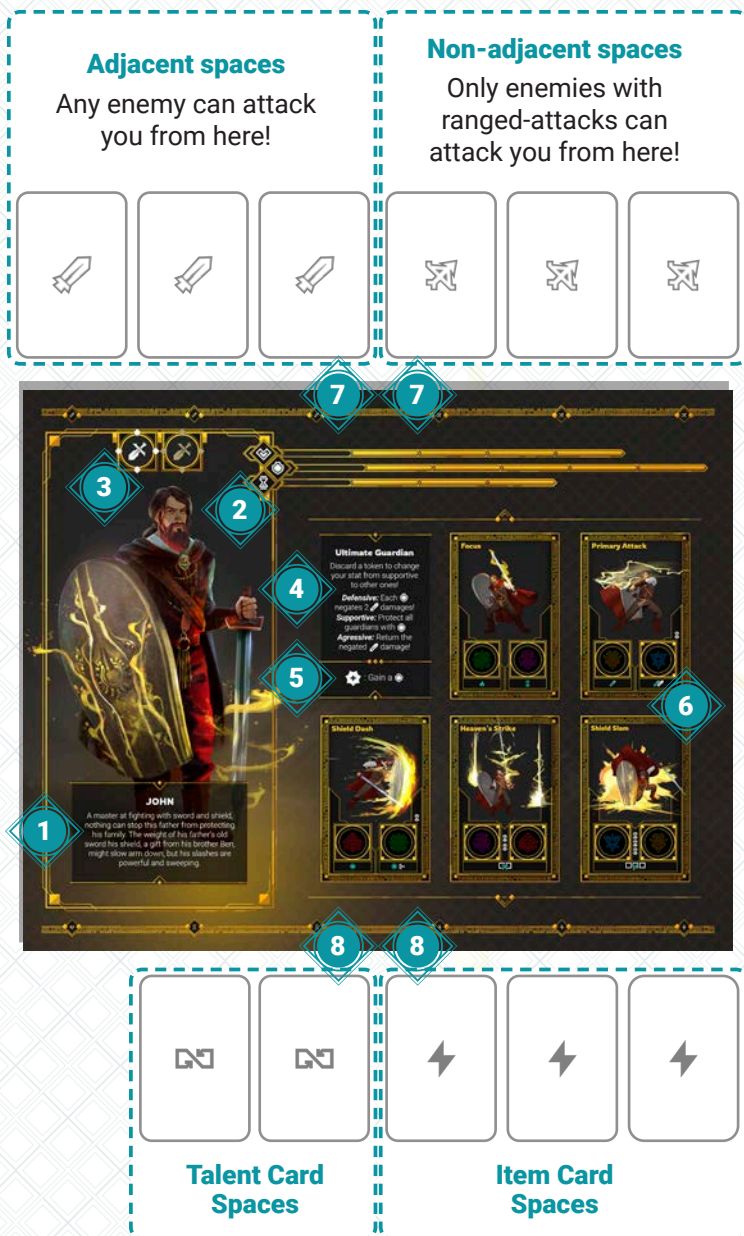 Adjacent spaces
Any enemy can attack
you from here!
Non-adjacent spaces
Only enemies with
ranged-attacks can
attack you from here!
7
7
3
2
Ultimate Guardian
Discard a token to change
your stat from supportive
to other ones!
Defensive: Each
negates 2 damages!
Supportive: Protect all
guardians with
Agressive: Return the
negated damage!
4
5
: Gain a
Focus
Primary Attack
6
Shield Dash
Heaven's Strike
Shield Slam
1
JOHN
A master at fighting with sword and shield,
nothing can stop this father from protecting
his family. The weight of his father's old
sword his shield, a gift from his brother Ben,
might slow arm down, but his slashes are
powerful and sweeping.
8
8
Talent Card
Spaces
Item Card
Spaces